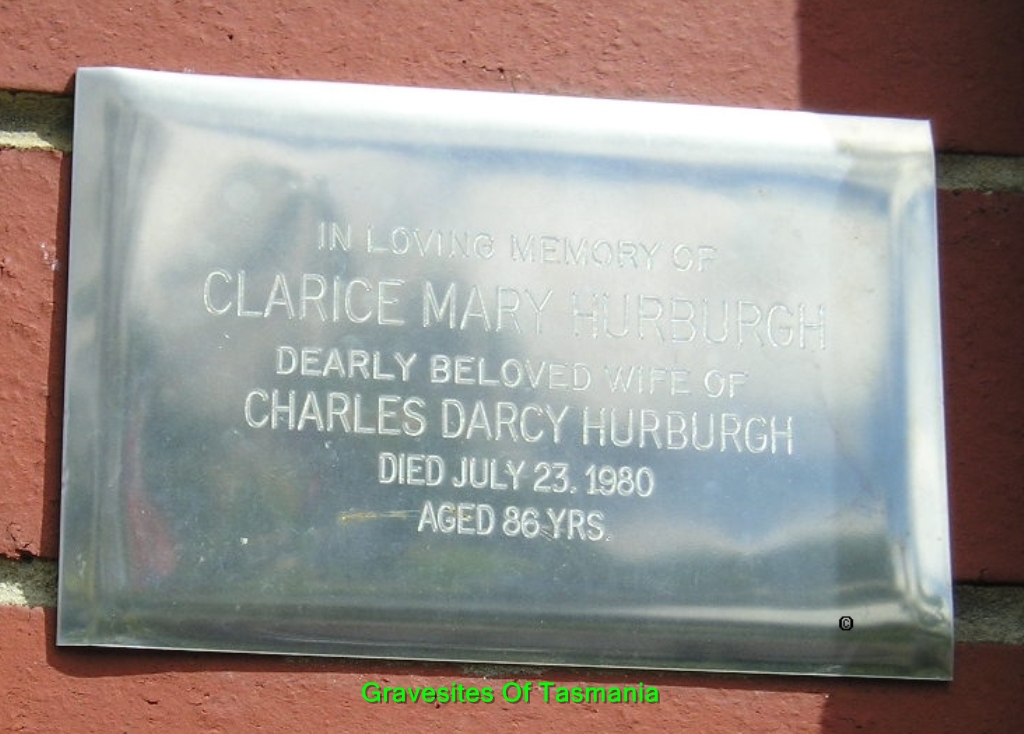 IN LOVING MEMORY OF
CLARICE MARY HURBURGH
DEARLY BELOVED WIFE OF
CHARLES DARCY HURBURGH
DIED JULY 23. 1980
AGED 86 YRS.
©
Gravesites Of Tasmania